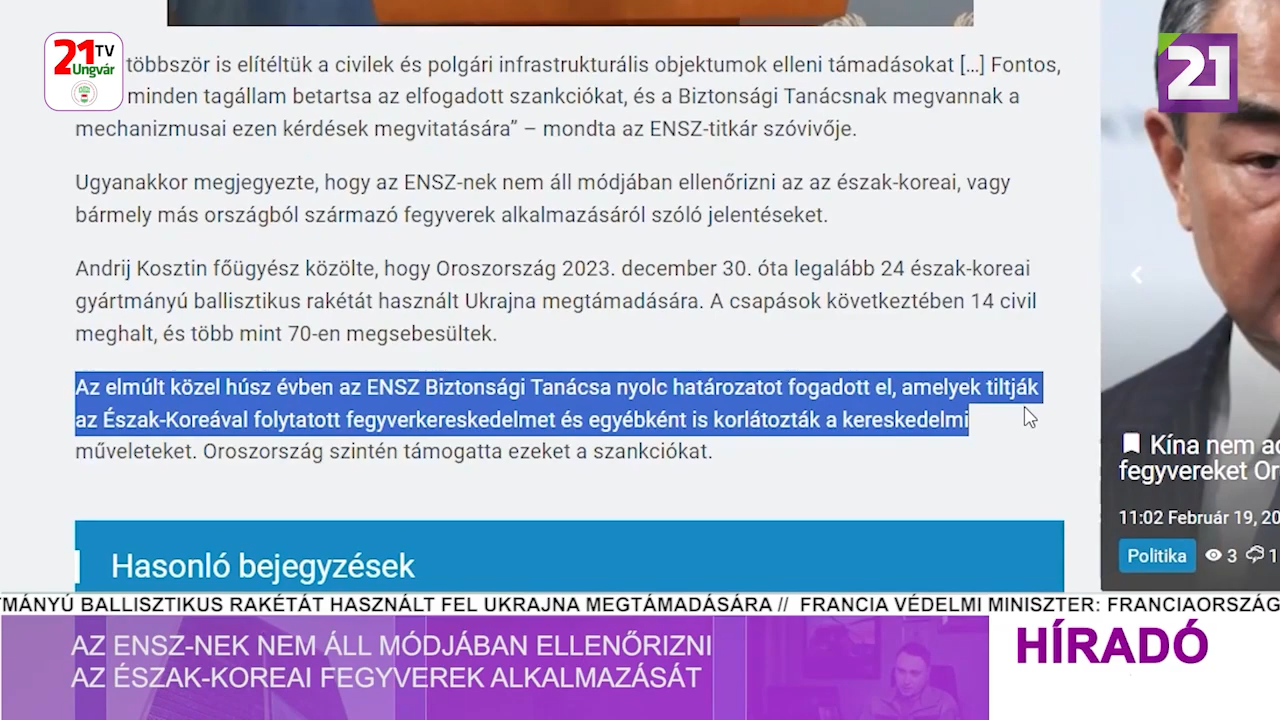 21 TV
Ungvár
21
többször is elítéltük a civilek és polgári infrastrukturális objektumok elleni támadásokat [...] Fontos,
minden tagállam betartsa az elfogadott szankciókat, és a Biztonsági Tanácsnak megvannak a
mechanizmusai ezen kérdések megvitatására” – mondta az ENSZ-titkár szóvivője.
Ugyanakkor megjegyezte, hogy az ENSZ-nek nem áll módjában ellenőrizni az az észak-koreai, vagy
bármely más országból származó fegyverek alkalmazásáról szóló jelentéseket.
Andrij Kosztin főügyész közölte, hogy Oroszország 2023. december 30. óta legalább 24 észak-koreai
gyártmányú ballisztikus rakétát használt Ukrajna megtámadására. A csapások következtében 14 civil
meghalt, és több mint 70-en megsebesültek.
Az elmúlt közel húsz évben az ENSZ Biztonsági Tanácsa nyolc határozatot fogadott el, amelyek tiltják
az Észak-Koreával folytatott fegyverkereskedelmet és egyébként is korlátozták a kereskedelmi
műveleteket. Oroszország szintén támogatta ezeket a szankciókat.
Hasonló bejegyzések
Kína nem ad
fegyvereket Or
11:02 Február 19, 20
Politika 3 1
TMÁNYÚ BALLISZTIKUS RAKÉTÁT HASZNÁLT FEL UKRAJNA MEGTÁMADÁSÁRA // FRANCIA VÉDELMI MINISZTER: FRANCIAORSZÁG
AZ ENSZ-NEK NEM ÁLL MÓDJÁBAN ELLENŐRIZNI
AZ ÉSZAK-KOREAI FEGYVEREK ALKALMAZÁSÁT
HÍRADÓ